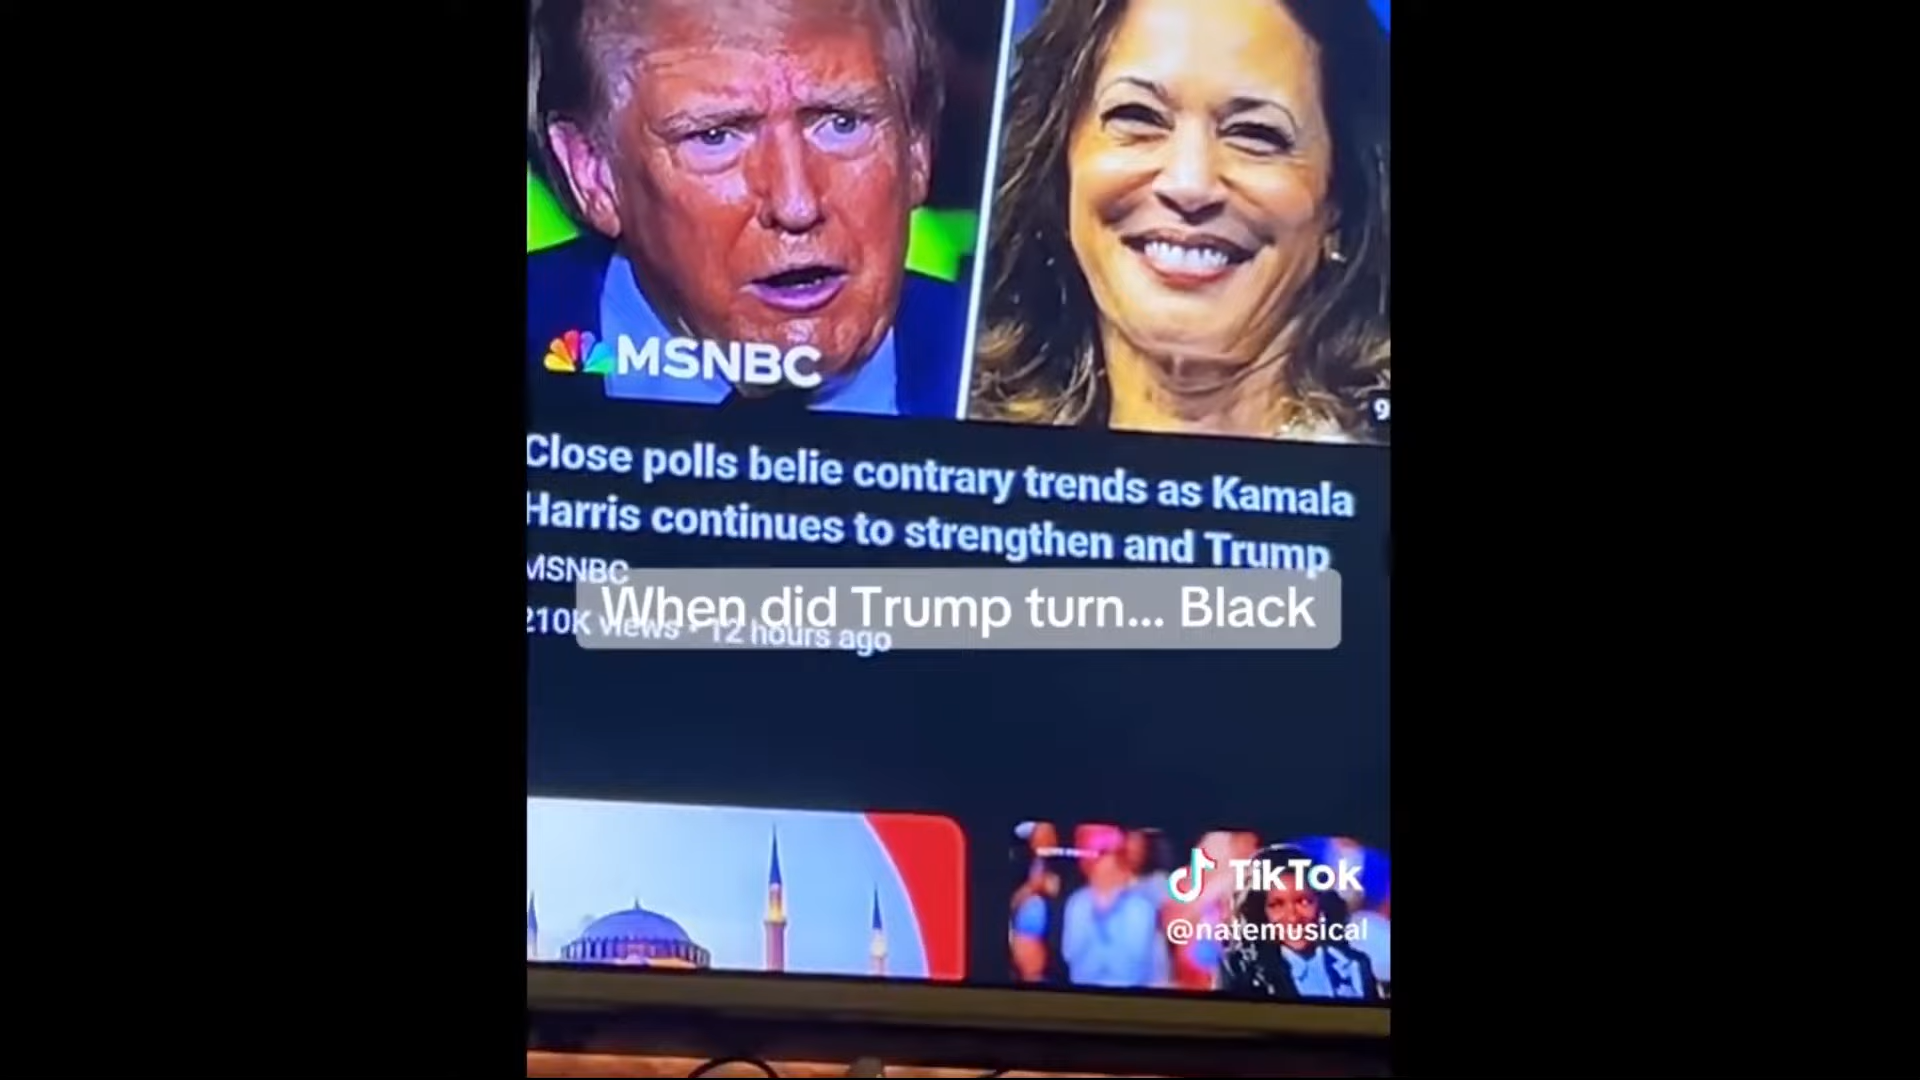 MSNBC
9
Close polls belie contrary trends as Kamala
Harris continues to strengthen and Trump
MSNBC
210K views • 12 hours ago
When did Trump turn... Black
TikTok
@natemusical